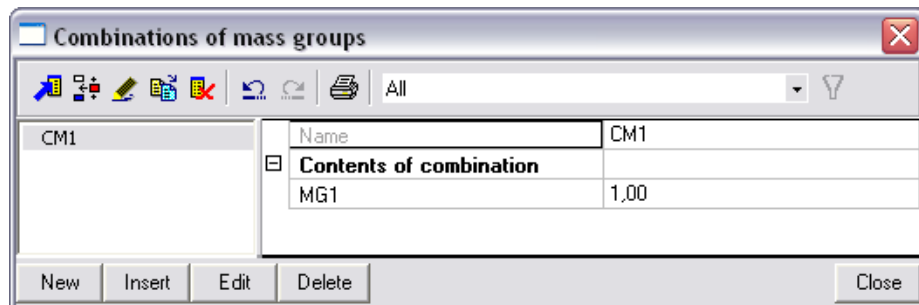 Combinations of mass groups
All
CM1
Name CM1
Contents of combination
MG1 1,00
New Insert Edit Delete Close